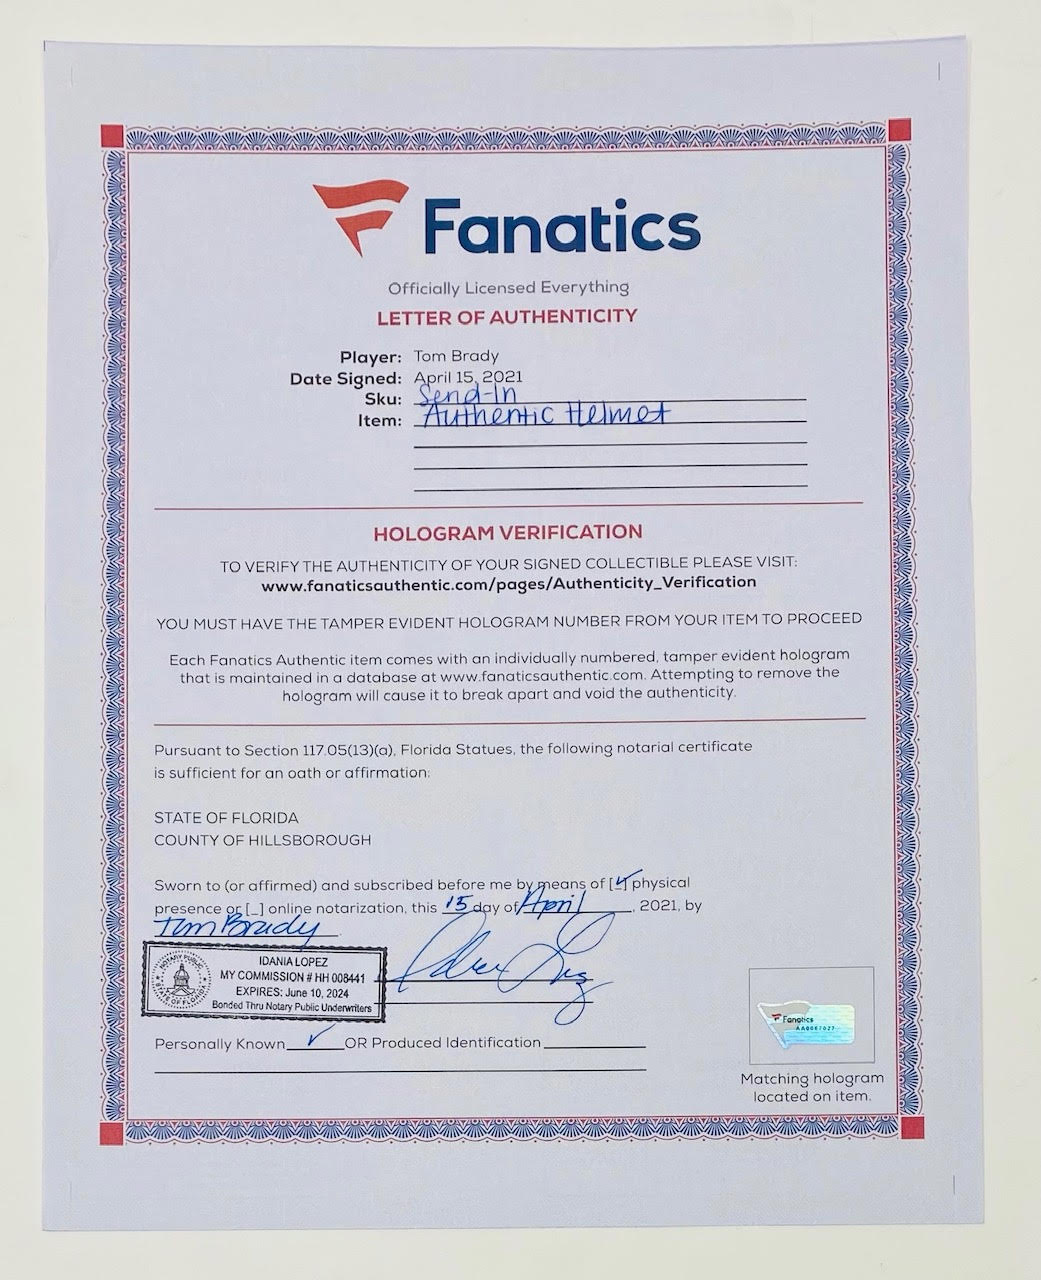 Fanatics
Officially Licensed Everything
LETTER OF AUTHENTICITY
Player: Tom Brady
Date Signed: April 15, 2021
Sku: Send-In
Item: Authentic Helmet
HOLOGRAM VERIFICATION
TO VERIFY THE AUTHENTICITY OF YOUR SIGNED COLLECTIBLE PLEASE VISIT:
www.fanaticsauthentic.com/pages/Authenticity_Verification
YOU MUST HAVE THE TAMPER EVIDENT HOLOGRAM NUMBER FROM YOUR ITEM TO PROCEED
Each Fanatics Authentic item comes with an individually numbered, tamper evident hologram
that is maintained in a database at www.fanaticsauthentic.com. Attempting to remove the
hologram will cause it to break apart and void the authenticity.
Pursuant to Section 117.05(13)(a), Florida Statues, the following notarial certificate
is sufficient for an oath or affirmation:
STATE OF FLORIDA
COUNTY OF HILLSBOROUGH
Sworn to (or affirmed) and subscribed before me by means of [✓] physical
presence or [_] online notarization, this 15 day of April, 2021, by
Tom Brady.
NOTARY PUBLIC
STATE OF FLORIDA
IDANIA LOPEZ
MY COMMISSION # HH 008441
EXPIRES: June 10, 2024
Bonded Thru Notary Public Underwriters
Personally Known ✓ OR Produced Identification
Fanatics
AA0067027
Matching hologram
located on item.